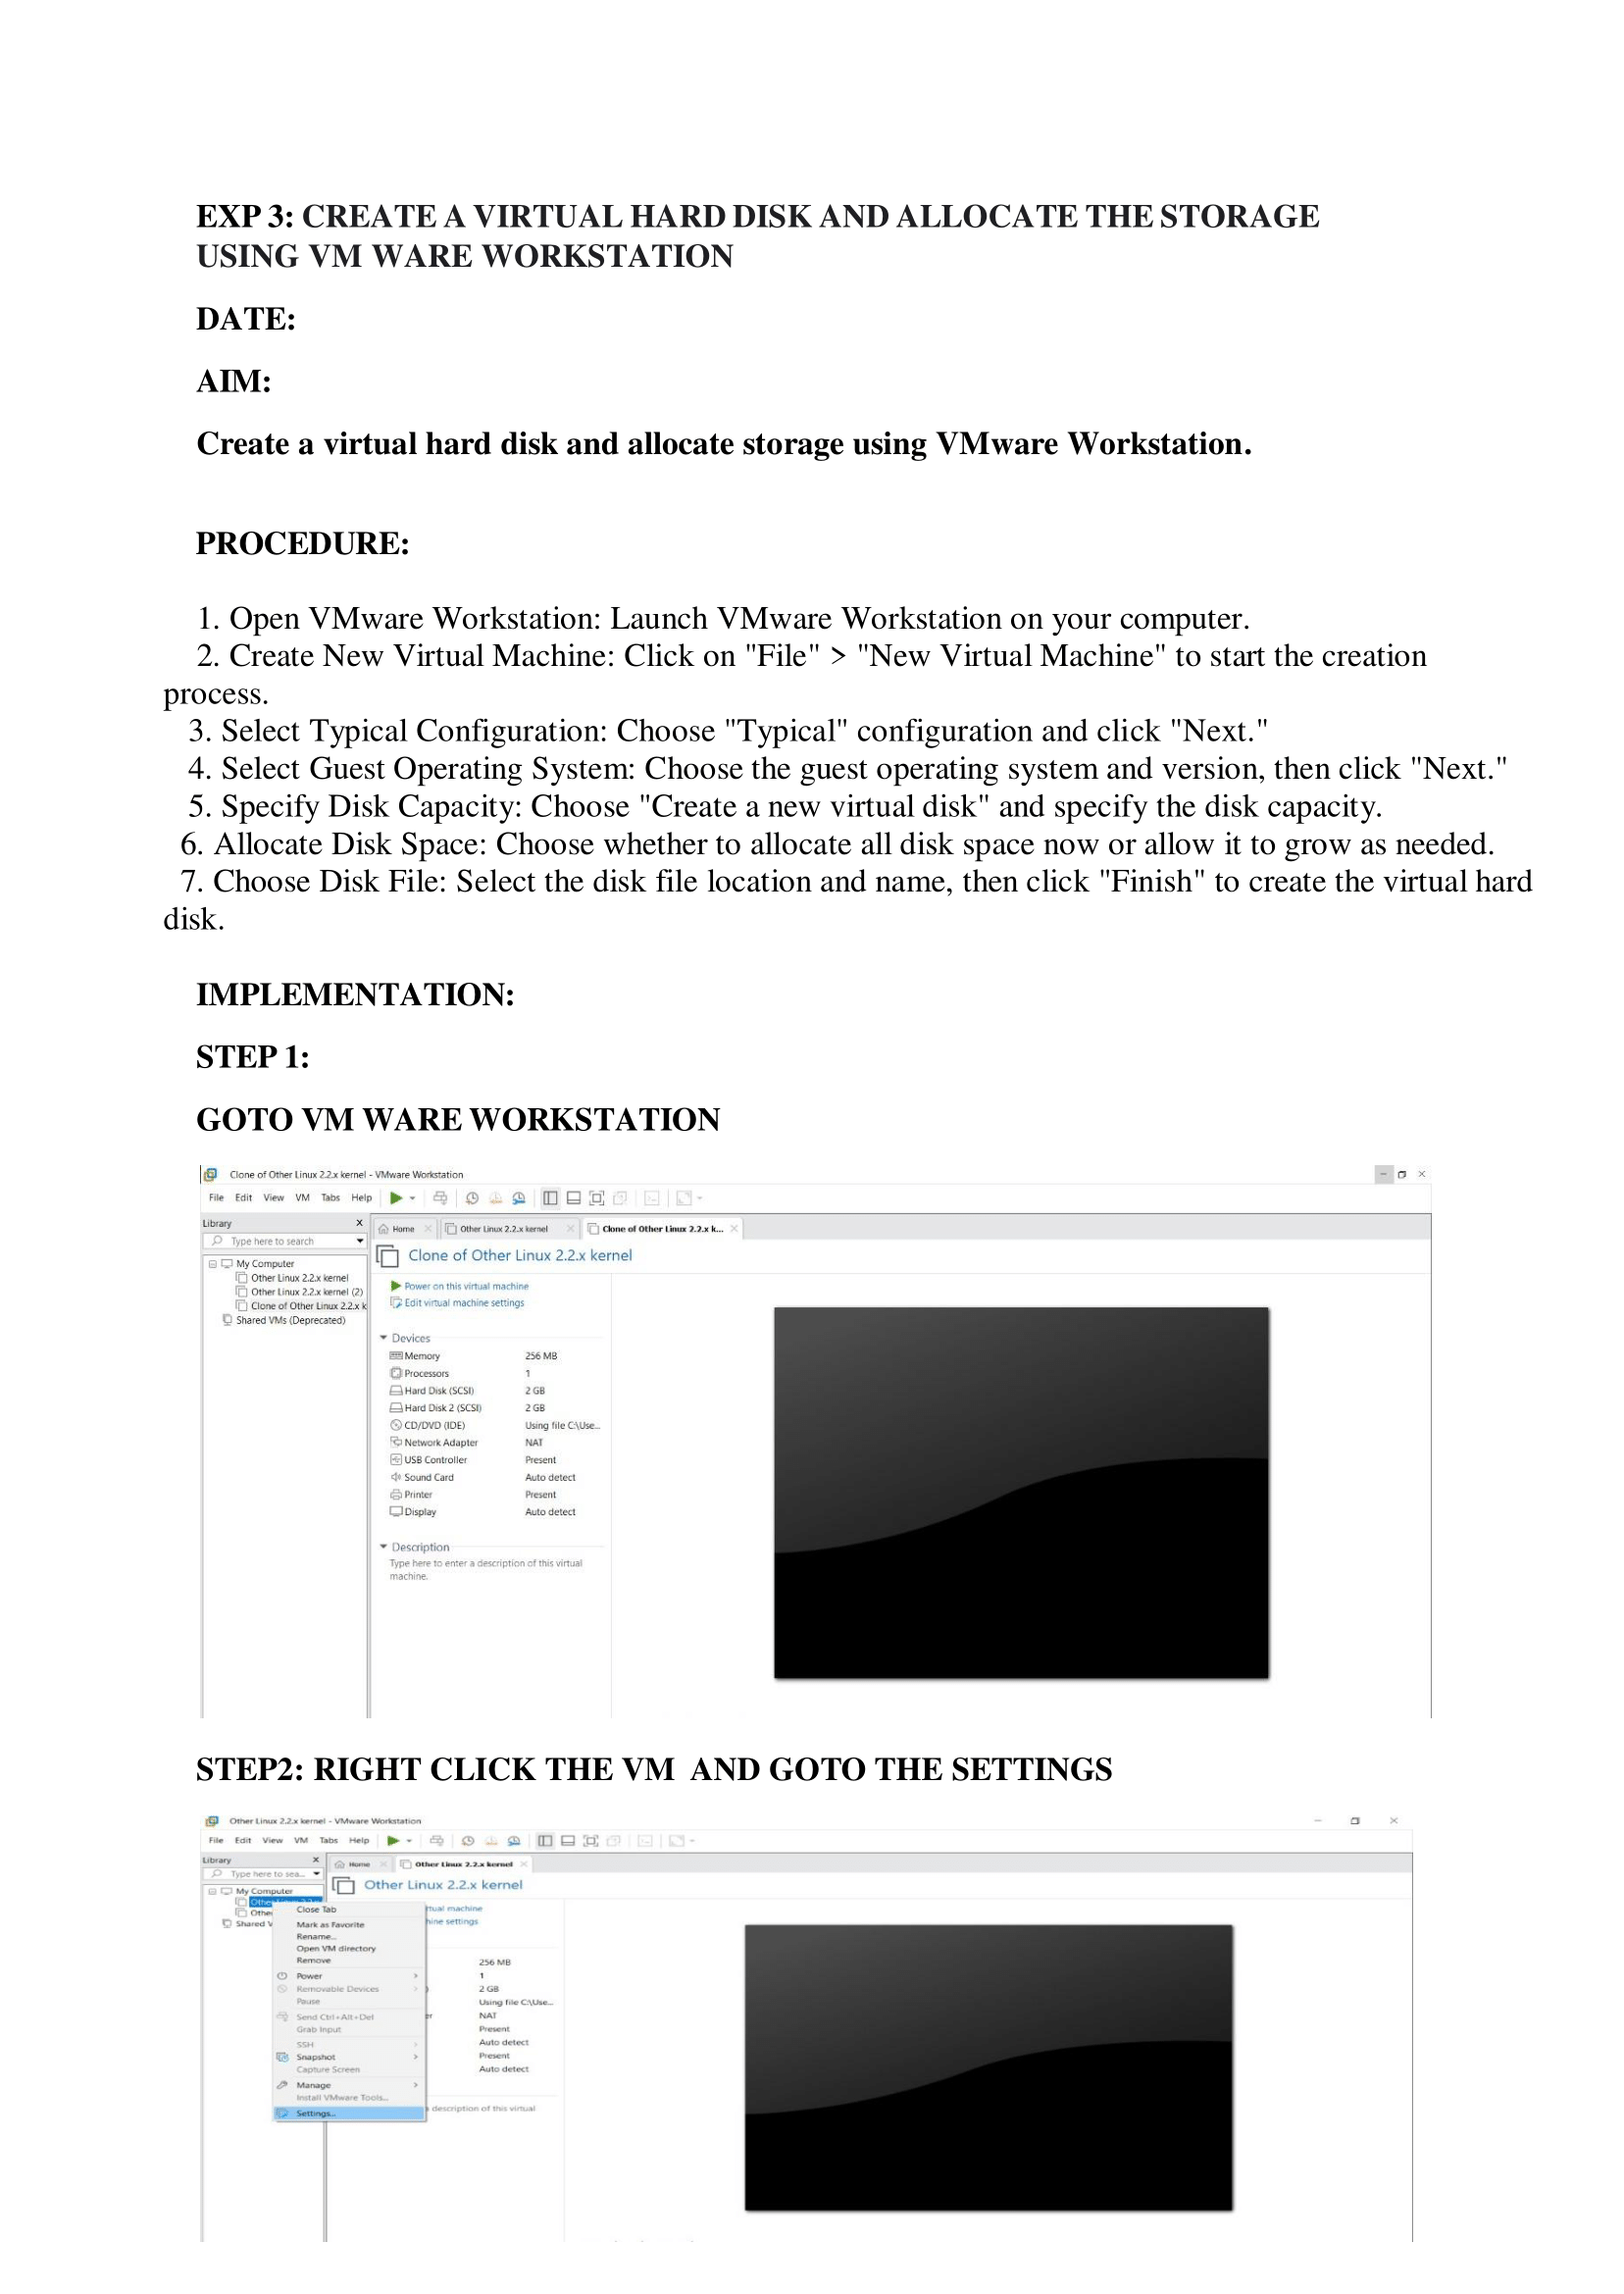 EXP 3: CREATE A VIRTUAL HARD DISK AND ALLOCATE THE STORAGE
USING VM WARE WORKSTATION
DATE:
AIM:
Create a virtual hard disk and allocate storage using VMware Workstation.
PROCEDURE:
1. Open VMware Workstation: Launch VMware Workstation on your computer.
2. Create New Virtual Machine: Click on "File" > "New Virtual Machine" to start the creation
process.
3. Select Typical Configuration: Choose "Typical" configuration and click "Next."
4. Select Guest Operating System: Choose the guest operating system and version, then click "Next."
5. Specify Disk Capacity: Choose "Create a new virtual disk" and specify the disk capacity.
6. Allocate Disk Space: Choose whether to allocate all disk space now or allow it to grow as needed.
7. Choose Disk File: Select the disk file location and name, then click "Finish" to create the virtual hard
disk.
IMPLEMENTATION:
STEP 1:
GOTO VM WARE WORKSTATION
Clone of Other Linux 2.2.x kernel - VMware Workstation
File Edit View VM Tabs Help
Library
Type here to search
My Computer
Other Linux 2.2.x kernel
Other Linux 2.2.x kernel (2)
Clone of Other Linux 2.2.x k
Shared VMs (Deprecated)
Home Other Linux 2.2.x kernel Clone of Other Linux 2.2.x k...
Clone of Other Linux 2.2.x kernel
Power on this virtual machine
Edit virtual machine settings
Devices
Memory 256 MB
Processors 1
Hard Disk (SCSI) 2 GB
Hard Disk 2 (SCSI) 2 GB
CD/DVD (IDE) Using file C:\Use...
Network Adapter NAT
USB Controller Present
Sound Card Auto detect
Printer Present
Display Auto detect
Description
Type here to enter a description of this virtual
machine.
STEP2: RIGHT CLICK THE VM AND GOTO THE SETTINGS
Other Linux 2.2.x kernel - VMware Workstation
File Edit View VM Tabs Help
Library
Type here to sea...
My Computer
Other Linux 2.2.x
Othe
Shared V
Home Other Linux 2.2.x kernel
Other Linux 2.2.x kernel
Close Tab
Mark as Favorite
Rename...
Open VM directory
Remove
Power
Removable Devices
Pause
Send Ctrl+Alt+Del
Grab Input
SSH
Snapshot
Capture Screen
Manage
Install VMware Tools...
Settings...
tual machine
hine settings
256 MB
1
2 GB
Using file C:\Use...
er NAT
Present
Auto detect
Present
Auto detect
description of this virtual